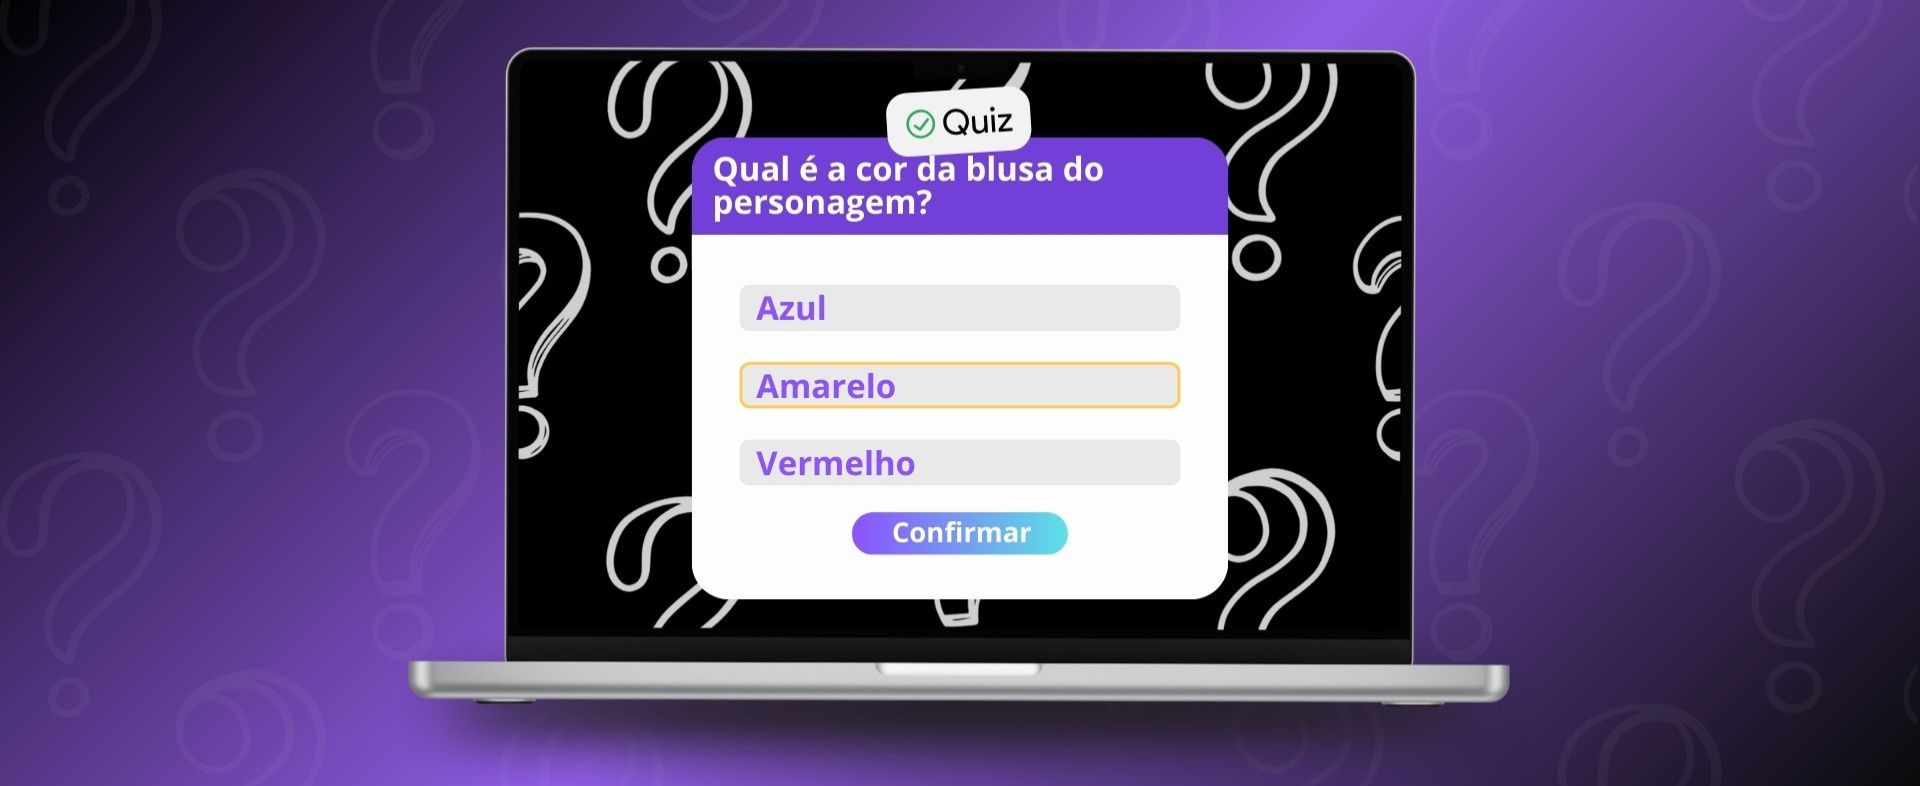 Quiz
Qual é a cor da blusa do
personagem?
Azul
Amarelo
Vermelho
Confirmar